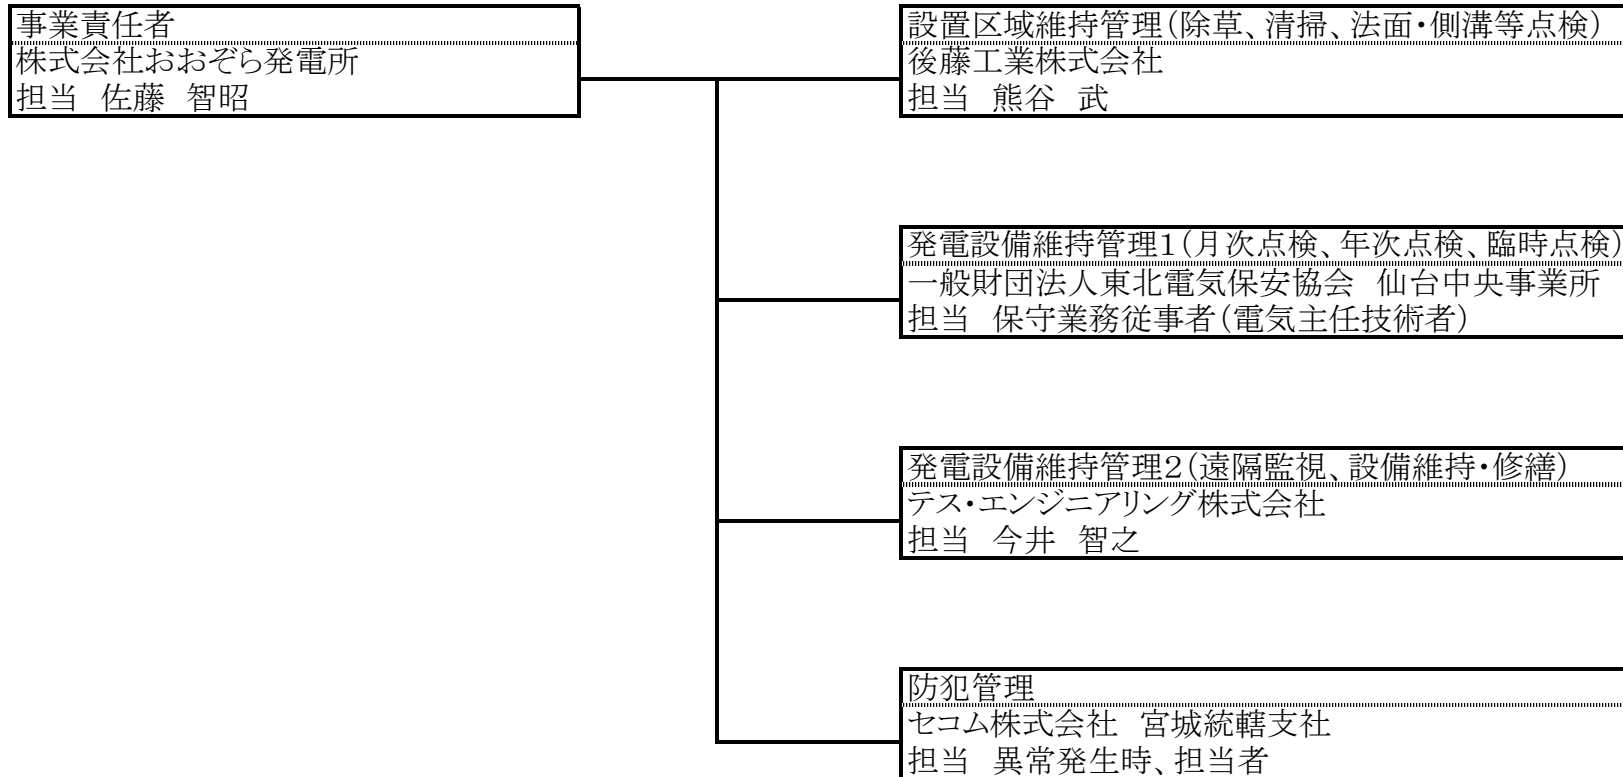 事業責任者
株式会社おおぞら発電所
担当　佐藤　智昭
設置区域維持管理(除草、清掃、法面・側溝等点検)
後藤工業株式会社
担当　熊谷　武
発電設備維持管理1(月次点検、年次点検、臨時点検)
一般財団法人東北電気保安協会　仙台中央事業所
担当　保守業務従事者(電気主任技術者)
発電設備維持管理2(遠隔監視、設備維持・修繕)
テス・エンジニアリング株式会社
担当　今井　智之
防犯管理
セコム株式会社　宮城統轄支社
担当　異常発生時、担当者